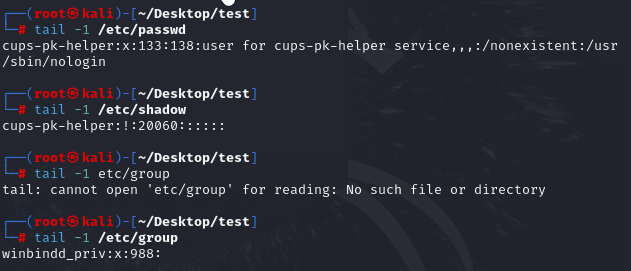 ┌──(root㉿kali)-[~/Desktop/test]
└─# tail -1 /etc/passwd
cups-pk-helper:x:133:138:user for cups-pk-helper service,,,:/nonexistent:/usr
/sbin/nologin
┌──(root㉿kali)-[~/Desktop/test]
└─# tail -1 /etc/shadow
cups-pk-helper:!:20060::::::
┌──(root㉿kali)-[~/Desktop/test]
└─# tail -1 etc/group
tail: cannot open 'etc/group' for reading: No such file or directory
┌──(root㉿kali)-[~/Desktop/test]
└─# tail -1 /etc/group
winbindd_priv:x:988: